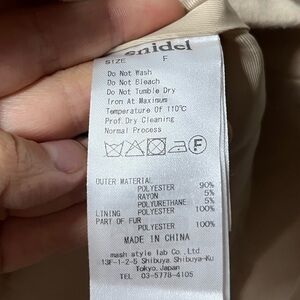 snidel
SIZE F
Do Not Wash
Do Not Bleach
Do Not Tumble Dry
Iron At Maximum
Temperature Of 110°C
Prof.Dry Cleaning
Normal Process
F
OUTER MATERIAL
POLYESTER 90%
RAYON 5%
POLYURETHANE 5%
LINING POLYESTER 100%
PART OF FUR
POLYESTER 100%
MADE IN CHINA
mash style lab Co.,Ltd.
13F-1-2-5 Shibuya,Shibuya-Ku
Tokyo,Japan
TEL 03-5778-4105